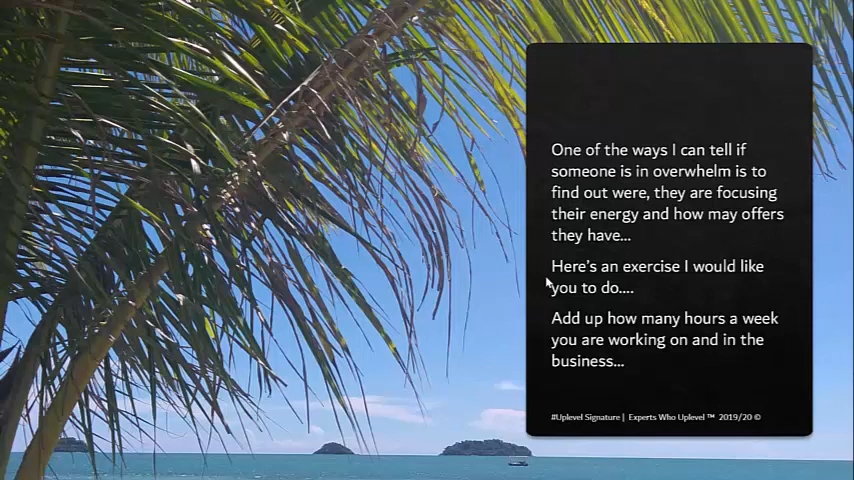 One of the ways I can tell if
someone is in overwhelm is to
find out were, they are focusing
their energy and how may offers
they have...
Here's an exercise I would like
you to do....
Add up how many hours a week
you are working on and in the
business...
#Uplevel Signature | Experts Who Uplevel ™ 2019/20 ©